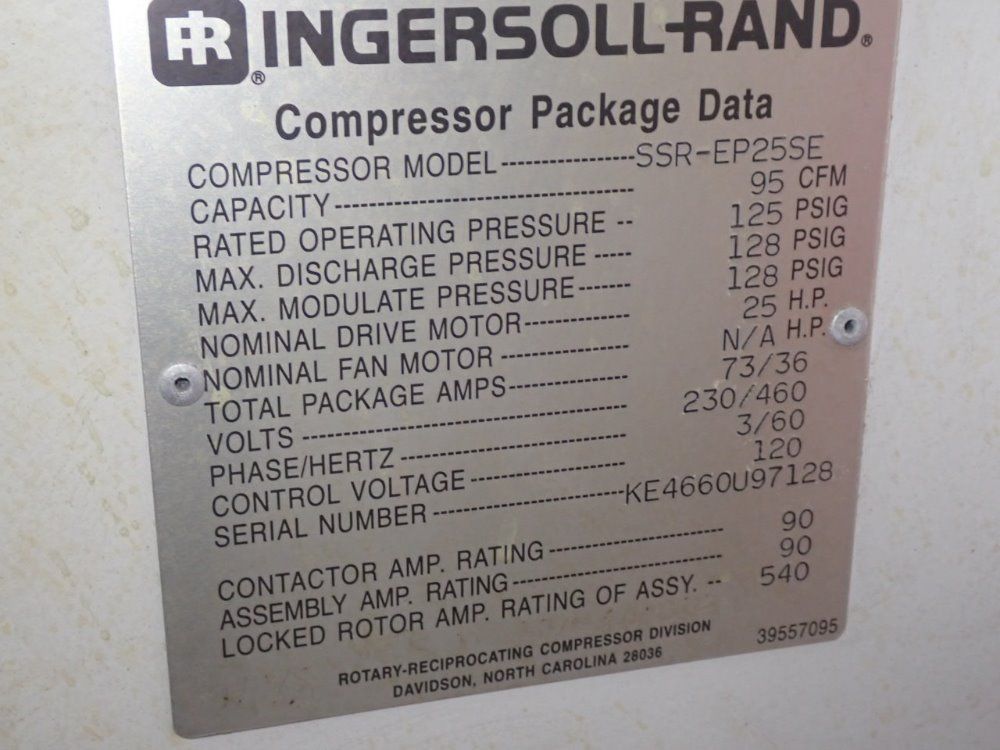 IR® INGERSOLL-RAND®
Compressor Package Data
COMPRESSOR MODEL ----------------- SSR-EP25SE
CAPACITY -------------------------------------- 95 CFM
RATED OPERATING PRESSURE -- 125 PSIG
MAX. DISCHARGE PRESSURE ----- 128 PSIG
MAX. MODULATE PRESSURE ------- 128 PSIG
NOMINAL DRIVE MOTOR ------------- 25 H.P.
NOMINAL FAN MOTOR ---------------- N/A H.P.
TOTAL PACKAGE AMPS --------------- 73/36
VOLTS ----------------------------------------- 230/460
PHASE/HERTZ ----------------------------- 3/60
CONTROL VOLTAGE -------------------- 120
SERIAL NUMBER ------------------------ KE4660U97128
CONTACTOR AMP. RATING ---------------------- 90
ASSEMBLY AMP. RATING -------------------------- 90
LOCKED ROTOR AMP. RATING OF ASSY. -- 540
ROTARY-RECIPROCATING COMPRESSOR DIVISION 39557095
DAVIDSON, NORTH CAROLINA 28036